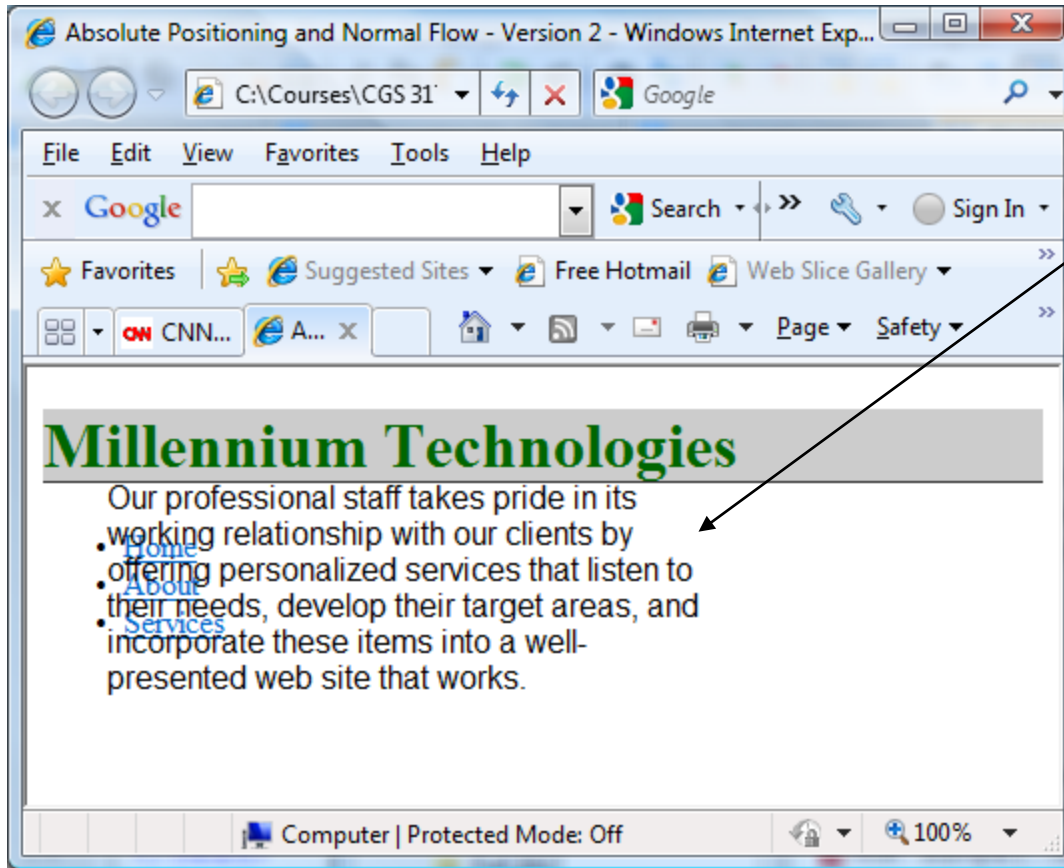 Absolute Positioning and Normal Flow - Version 2 - Windows Internet Exp...
C:\Courses\CGS 31
Google
File Edit View Favorites Tools Help
x Google Search >> Sign In
Favorites Suggested Sites Free Hotmail Web Slice Gallery >>
CNN CNN... A... x Page Safety >>
Millennium Technologies
Our professional staff takes pride in its
working relationship with our clients by
Home
offering personalized services that listen to
About
their needs, develop their target areas, and
Services
incorporate these items into a well-
presented web site that works.
Computer | Protected Mode: Off 100%